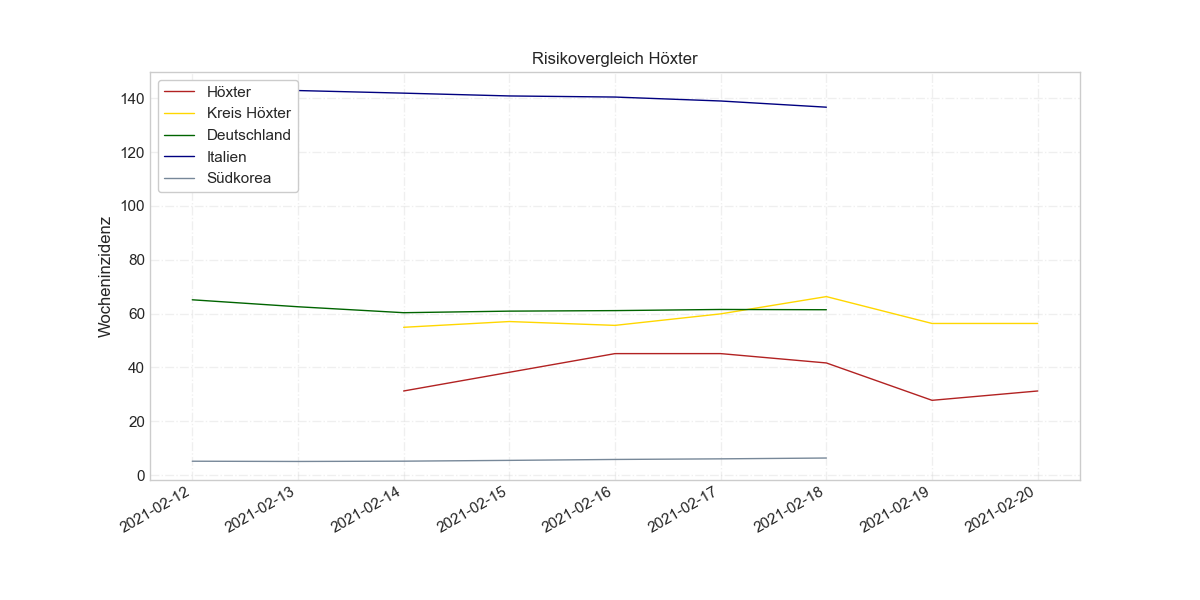 Risikovergleich Höxter
Höxter
Kreis Höxter
Deutschland
Italien
Südkorea
Wocheninzidenz
140
120
100
80
60
40
20
0
2021-02-12
2021-02-13
2021-02-14
2021-02-15
2021-02-16
2021-02-17
2021-02-18
2021-02-19
2021-02-20